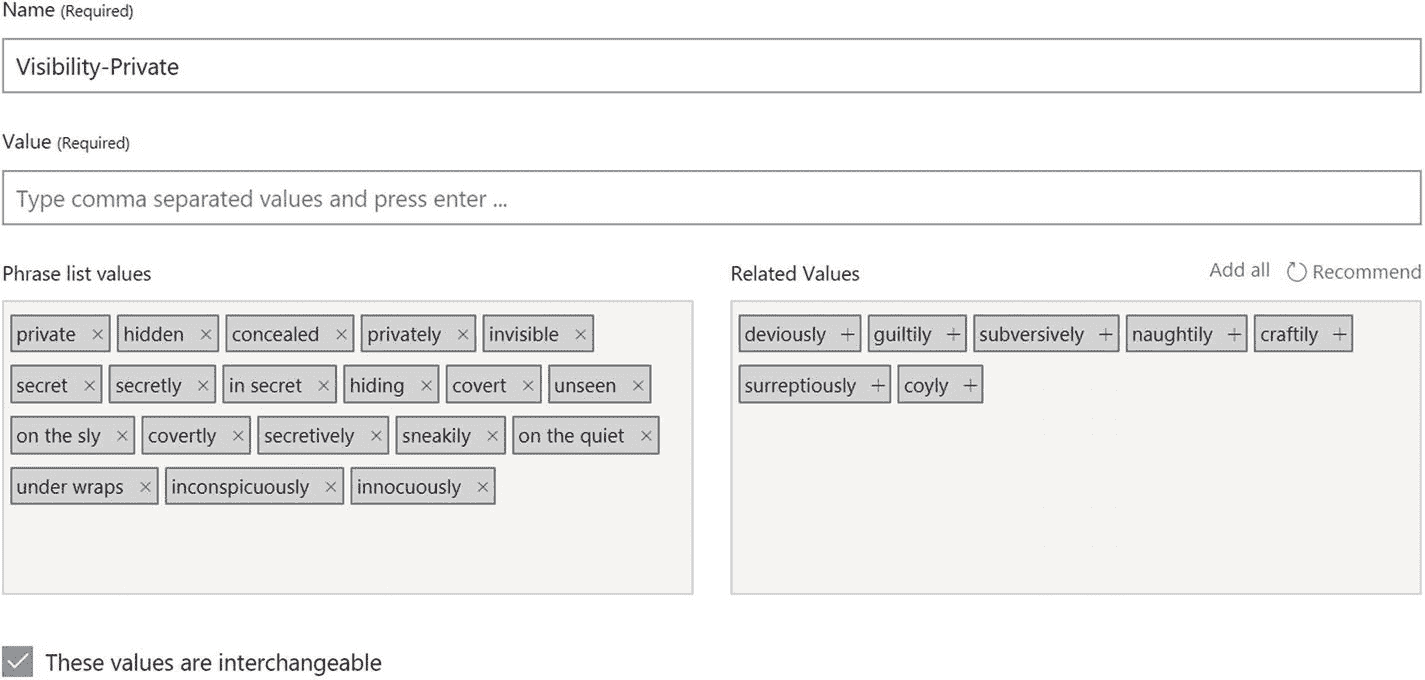 Name (Required)
Visibility-Private
Value (Required)
Type comma separated values and press enter ...
Phrase list values
private × hidden × concealed × privately × invisible ×
secret × secretly × in secret × hiding × covert × unseen ×
on the sly × covertly × secretively × sneakily × on the quiet ×
under wraps × inconspicuously × innocuously ×
Related Values Add all Recommend
deviously + guiltily + subversively + naughtily + craftily +
surreptiously + coyly +
These values are interchangeable